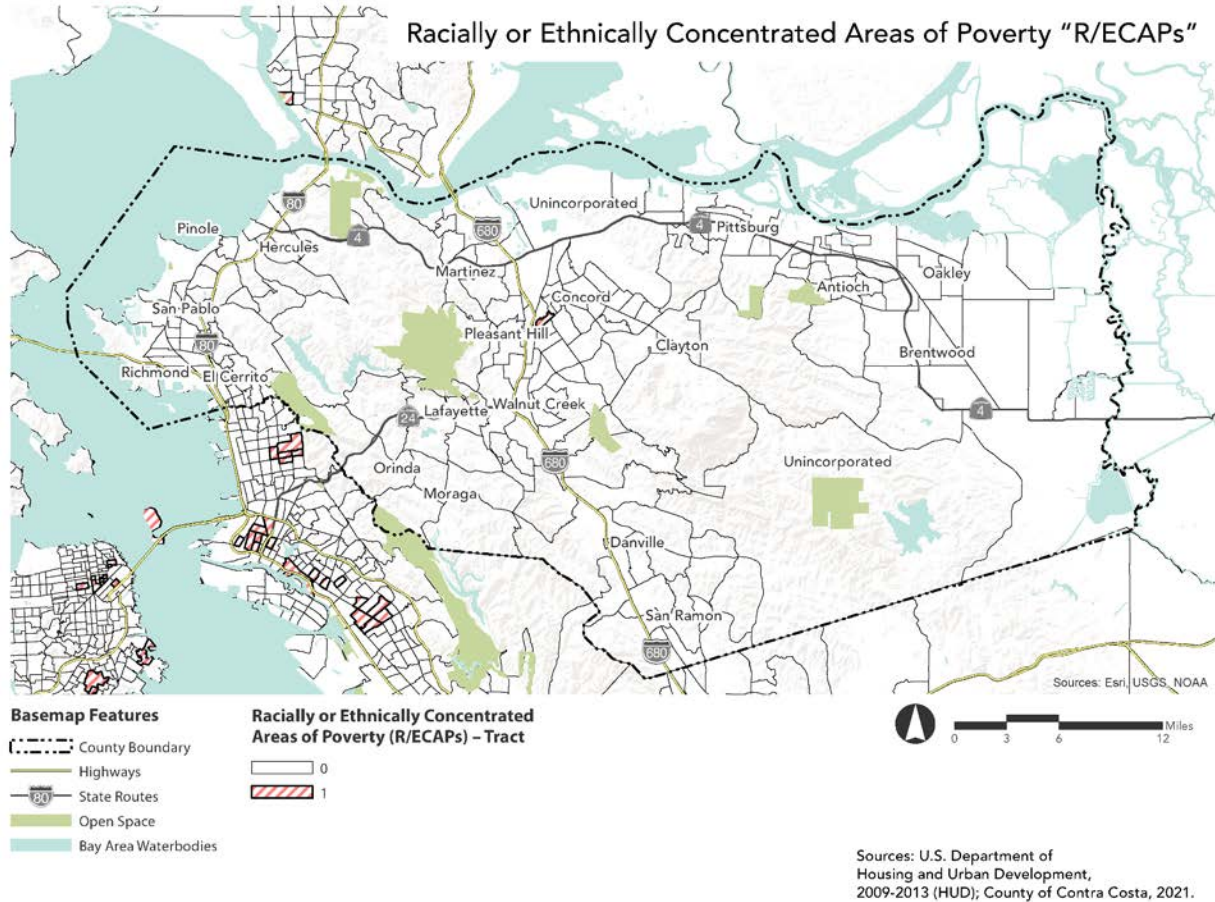 Racially or Ethnically Concentrated Areas of Poverty "R/ECAPs"
80
Unincorporated
Pinole
680
4
Pittsburg
4
Hercules
Martinez
Oakley
Antioch
Concord
San Pablo
Pleasant Hill
80
Clayton
Brentwood
Richmond
El Cerrito
4
Lafayette
Walnut Creek
24
680
Unincorporated
Orinda
Moraga
Danville
San Ramon
680
Sources: Esri, USGS, NOAA
Basemap Features
County Boundary
Highways
80
State Routes
Open Space
Bay Area Waterbodies
Racially or Ethnically Concentrated
Areas of Poverty (R/ECAPs) – Tract
0
1
Miles
0 3 6 12
Sources: U.S. Department of
Housing and Urban Development,
2009-2013 (HUD); County of Contra Costa, 2021.